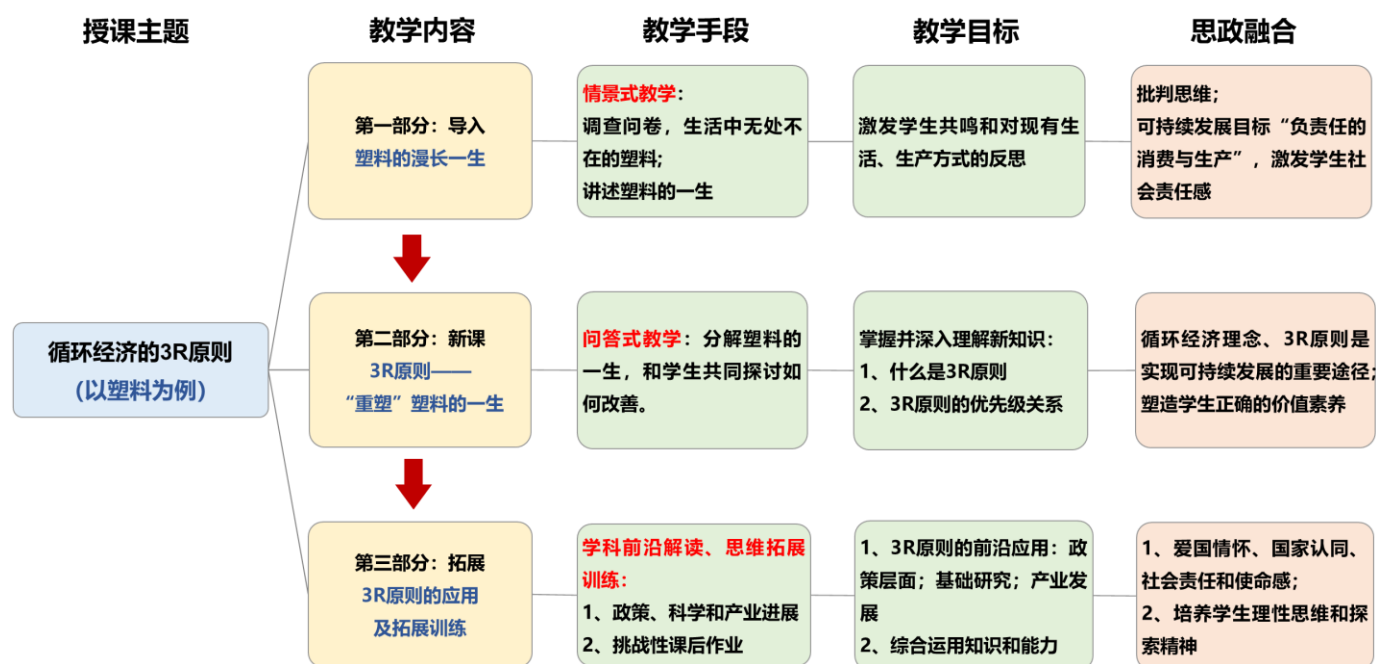 授课主题
教学内容
教学手段
教学目标
思政融合
循环经济的3R原则
（以塑料为例）
第一部分：导入
塑料的漫长一生
情景式教学：
调查问卷，生活中无处不
在的塑料；
讲述塑料的一生
激发学生共鸣和对现有生
活、生产方式的反思
批判思维；
可持续发展目标“负责任的
消费与生产”，激发学生社
会责任感
第二部分：新课
3R原则——
“重塑”塑料的一生
问答式教学：分解塑料的
一生，和学生共同探讨如
何改善。
掌握并深入理解新知识：
1、什么是3R原则
2、3R原则的优先级关系
循环经济理念、3R原则是
实现可持续发展的重要途径；
塑造学生正确的价值素养
第三部分：拓展
3R原则的应用
及拓展训练
学科前沿解读、思维拓展
训练：
1、政策、科学和产业进展
2、挑战性课后作业
1、3R原则的前沿应用：政
策层面；基础研究；产业发
展
2、综合运用知识和能力
1、爱国情怀、国家认同、
社会责任和使命感；
2、培养学生理性思维和探
索精神